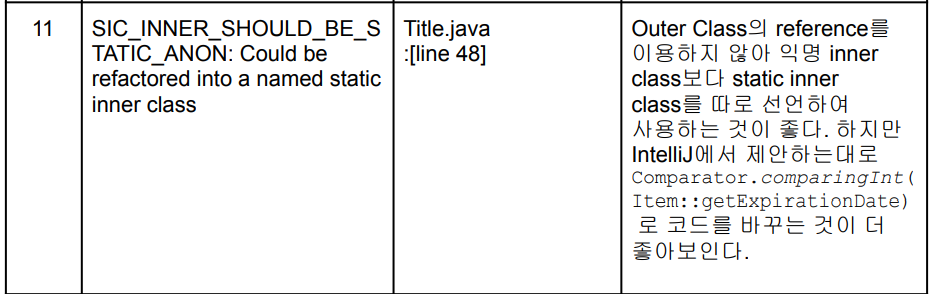 11
SIC_INNER_SHOULD_BE_S
TATIC_ANON: Could be
refactored into a named static
inner class
Title.java
:[line 48]
Outer Class의 reference를
이용하지 않아 익명 inner
class보다 static inner
class를 따로 선언하여
사용하는 것이 좋다. 하지만
IntelliJ에서 제안하는대로
Comparator.comparingInt(
Item::getExpirationDate)
로 코드를 바꾸는 것이 더
좋아보인다.